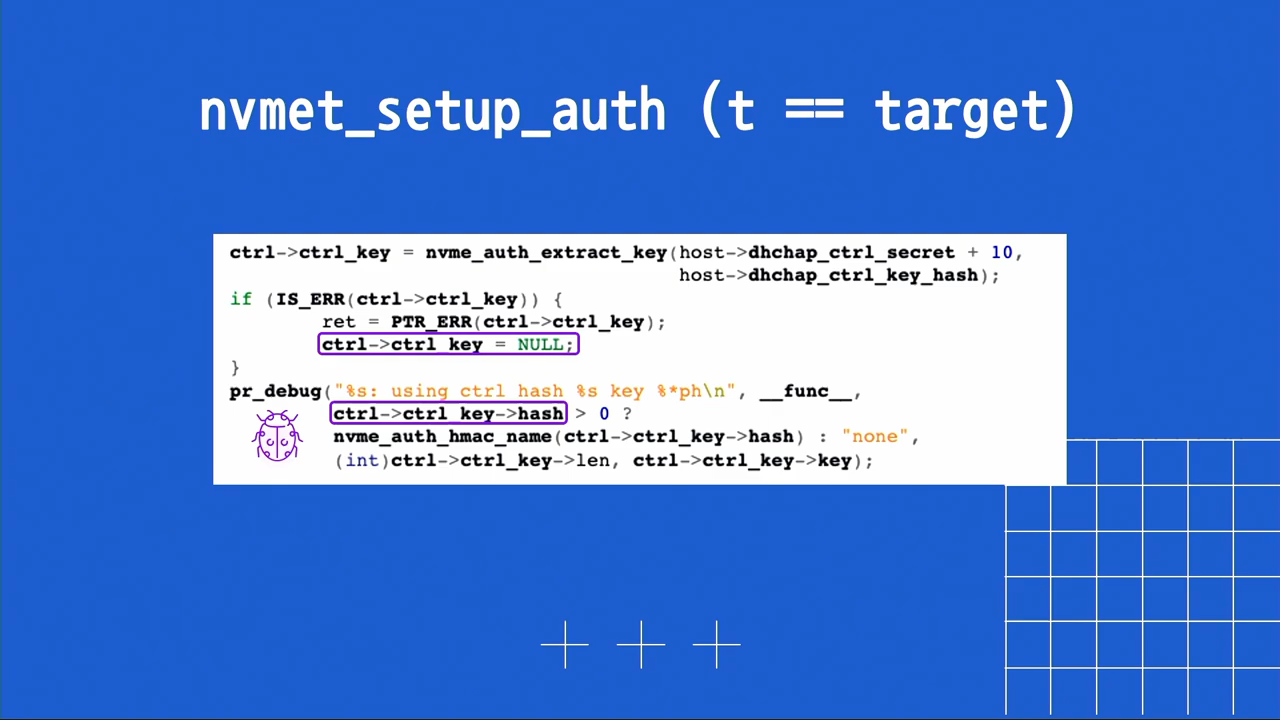 nvmet_setup_auth (t == target)
ctrl->ctrl_key = nvme_auth_extract_key(host->dhchap_ctrl_secret + 10,
host->dhchap_ctrl_key_hash);
if (IS_ERR(ctrl->ctrl_key)) {
ret = PTR_ERR(ctrl->ctrl_key);
ctrl->ctrl_key = NULL;
}
pr_debug("%s: using ctrl hash %s key %*ph\n", __func__,
ctrl->ctrl_key->hash > 0 ?
nvme_auth_hmac_name(ctrl->ctrl_key->hash) : "none",
(int)ctrl->ctrl_key->len, ctrl->ctrl_key->key);